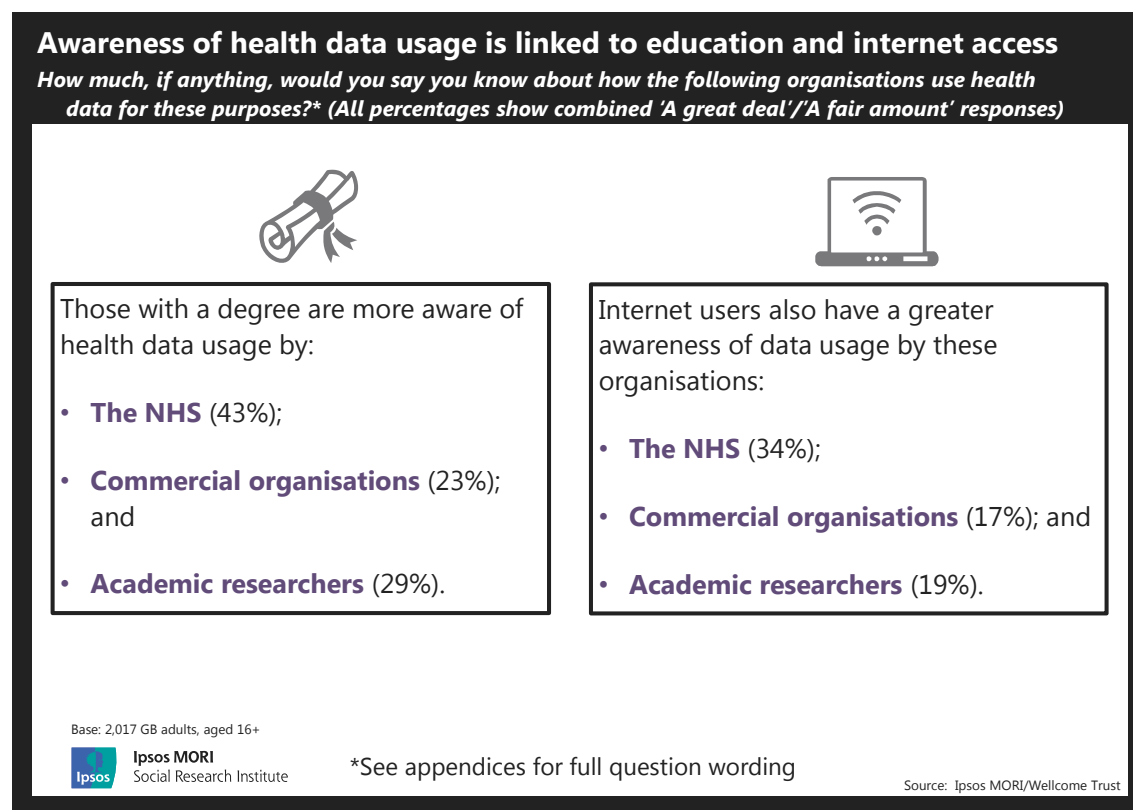 Awareness of health data usage is linked to education and internet access
How much, if anything, would you say you know about how the following organisations use health
data for these purposes?* (All percentages show combined ‘A great deal’/‘A fair amount’ responses)
Those with a degree are more aware of
health data usage by:
• The NHS (43%);
• Commercial organisations (23%);
and
• Academic researchers (29%).
Internet users also have a greater
awareness of data usage by these
organisations:
• The NHS (34%);
• Commercial organisations (17%); and
• Academic researchers (19%).
Base: 2,017 GB adults, aged 16+
Ipsos
Ipsos MORI
Social Research Institute
*See appendices for full question wording
Source: Ipsos MORI/Wellcome Trust